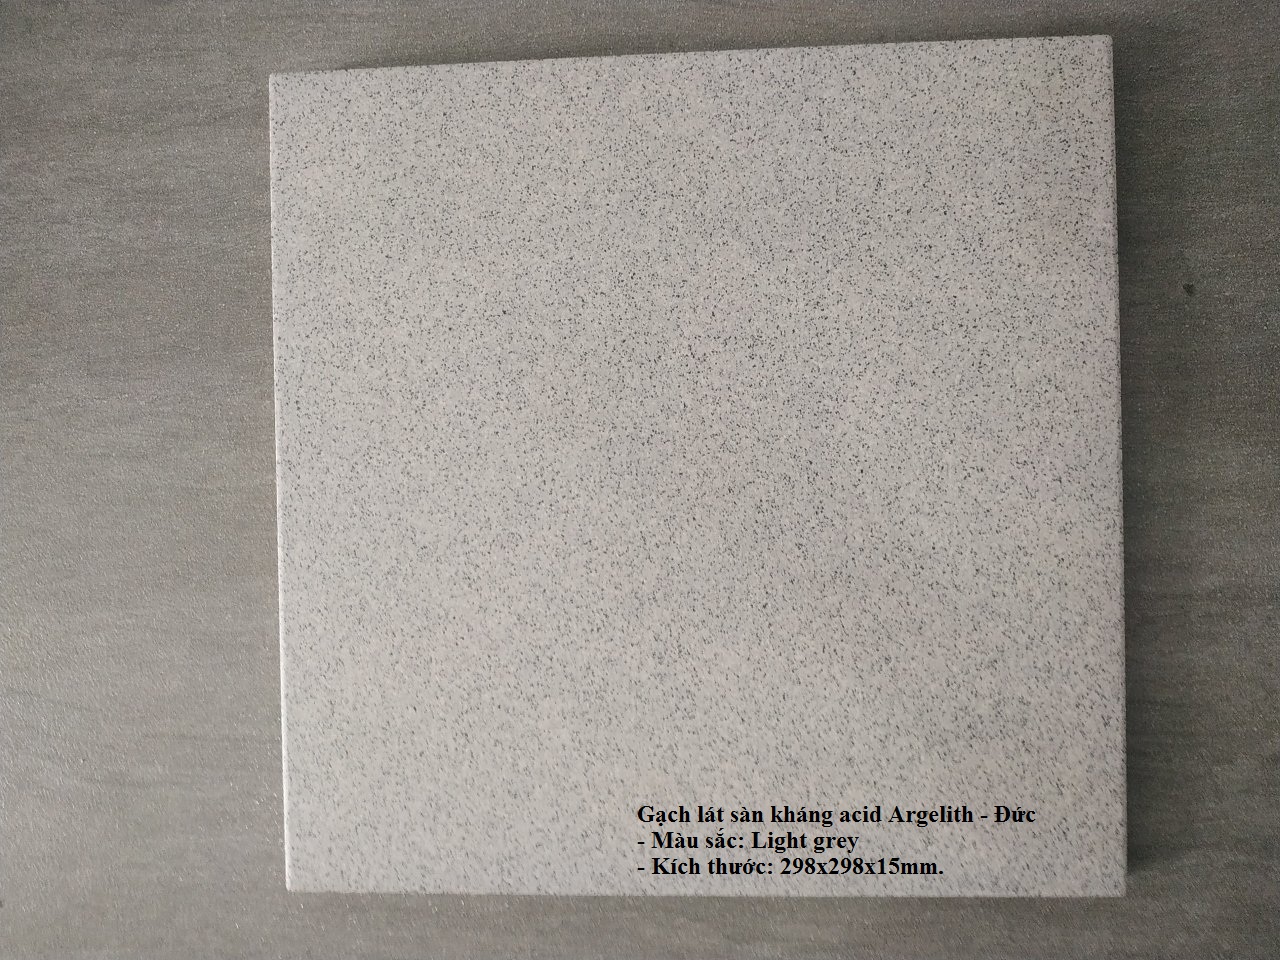 Gạch lát sàn kháng acid Argelith - Đức
- Màu sắc: Light grey
- Kích thước: 298x298x15mm.